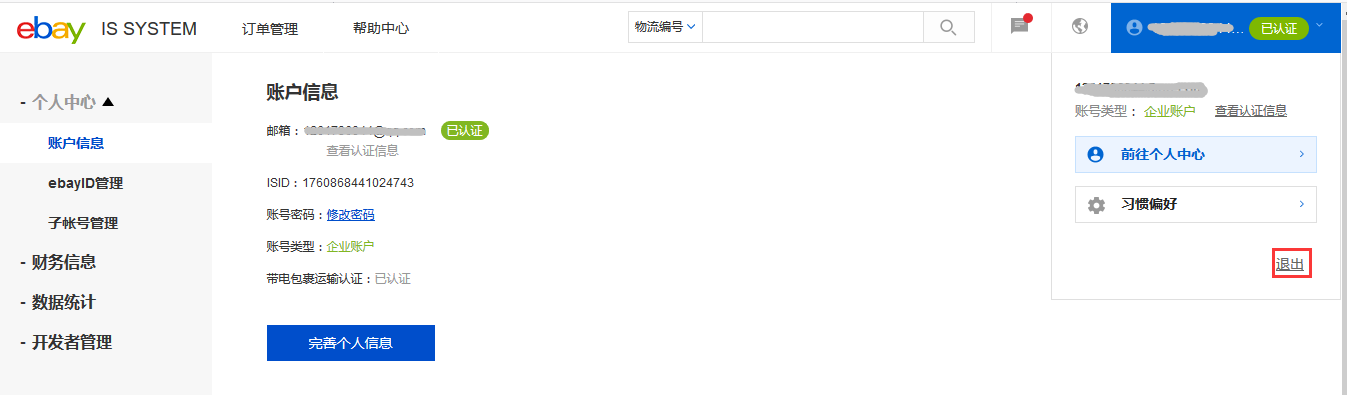 ebay IS SYSTEM 订单管理 帮助中心 物流编号 ... 已认证
- 个人中心
账户信息
ebayID管理
子帐号管理
- 财务信息
- 数据统计
- 开发者管理
账户信息
邮箱： 已认证
查看认证信息
ISID：1760868441024743
账号密码：修改密码
账号类型：企业账户
带电包裹运输认证：已认证
完善个人信息
账号类型： 企业账户 查看认证信息
前往个人中心
习惯偏好
退出